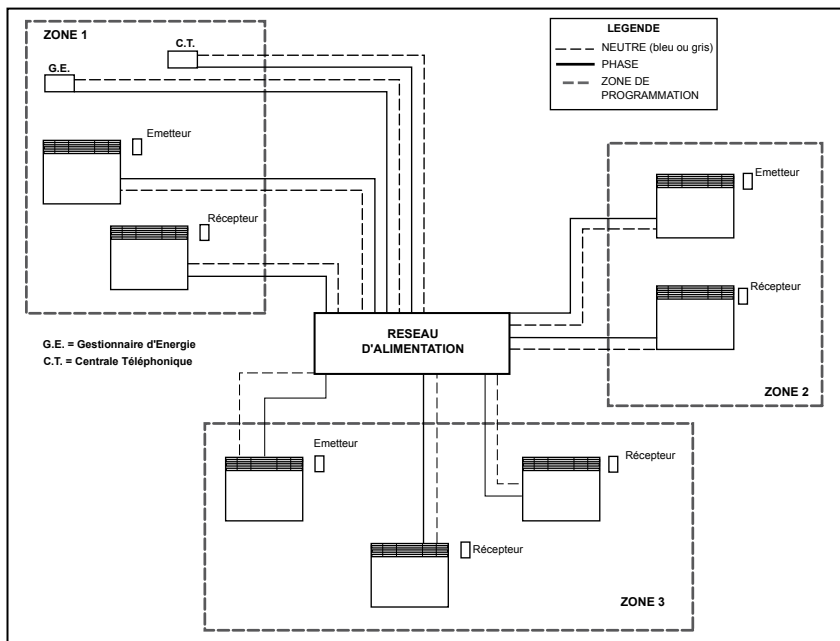 ZONE 1
C.T.
G.E.
Emetteur
Récepteur
LEGENDE
NEUTRE (bleu ou gris)
PHASE
ZONE DE
PROGRAMMATION
Emetteur
Récepteur
ZONE 2
RESEAU
D'ALIMENTATION
G.E. = Gestionnaire d'Energie
C.T. = Centrale Téléphonique
Emetteur
Récepteur
Récepteur
ZONE 3